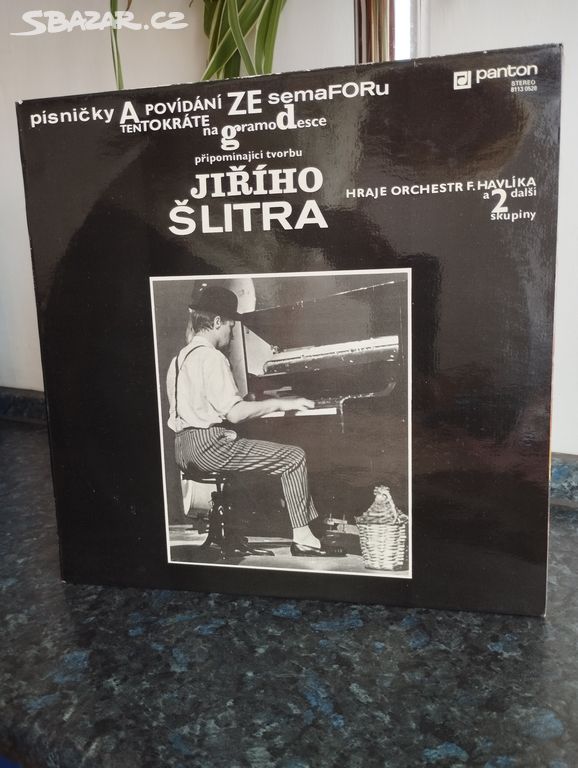 SBAZAR.CZ
panton
STEREO
8113 0526
písničky A POVÍDÁNÍ ZE semaFORu
TENTOKRÁTE na gramodesce
připomínající tvorbu
JIŘÍHO
ŠLITRA
HRAJE ORCHESTR F. HAVLÍKA
a 2 další
skupiny